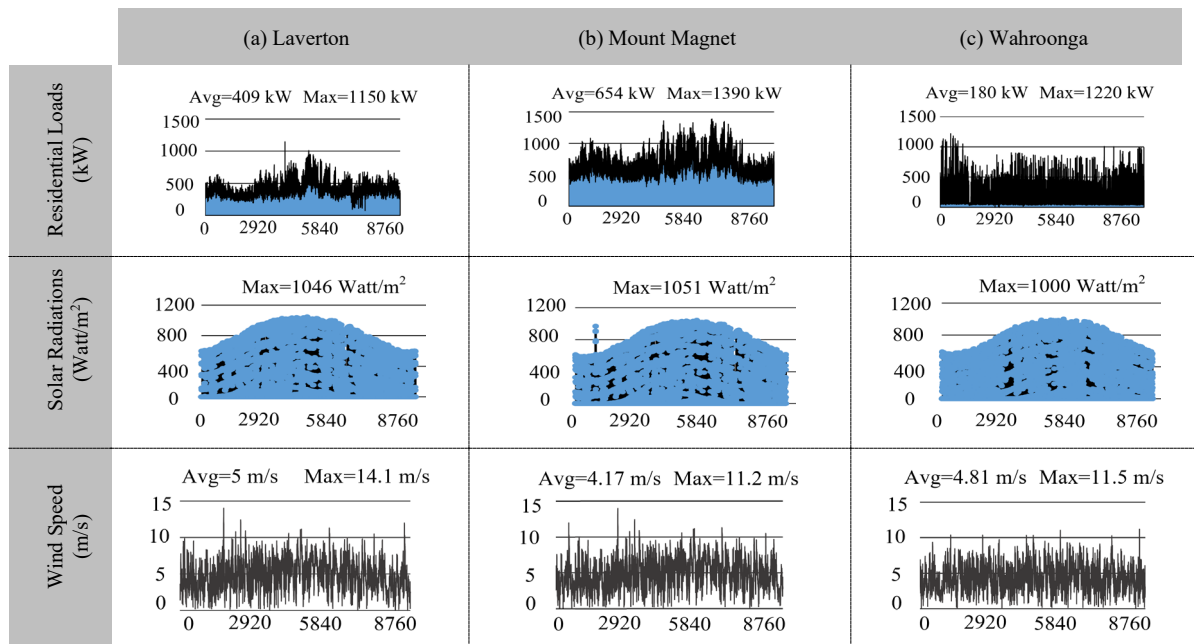 (a) Laverton
(b) Mount Magnet
(c) Wahroonga
Residential Loads
(kW)
Avg=409 kW Max=1150 kW
1500
1000
500
0
0 2920 5840 8760
Avg=654 kW Max=1390 kW
1500
1000
500
0
0 2920 5840 8760
Avg=180 kW Max=1220 kW
1500
1000
500
0
0 2920 5840 8760
Solar Radiations
(Watt/m²)
Max=1046 Watt/m²
1200
800
400
0
0 2920 5840 8760
Max=1051 Watt/m²
1200
800
400
0
0 2920 5840 8760
Max=1000 Watt/m²
1200
800
400
0
0 2920 5840 8760
Wind Speed
(m/s)
Avg=5 m/s Max=14.1 m/s
15
10
5
0
0 2920 5840 8760
Avg=4.17 m/s Max=11.2 m/s
15
10
5
0
0 2920 5840 8760
Avg=4.81 m/s Max=11.5 m/s
15
10
5
0
0 2920 5840 8760